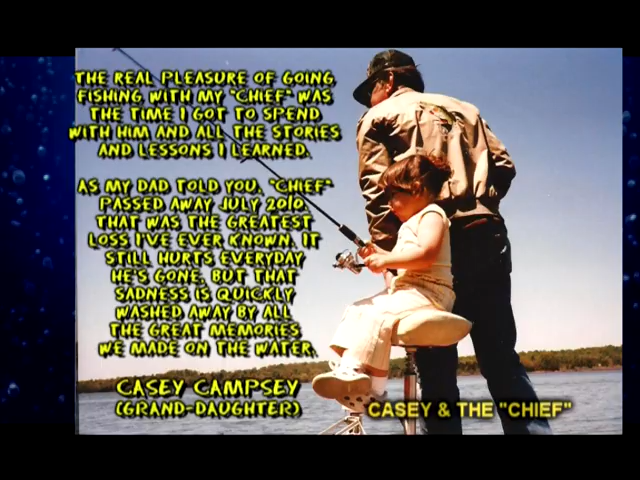 THE REAL PLEASURE OF GOING
FISHING WITH MY "CHIEF" WAS
THE TIME I GOT TO SPEND
WITH HIM AND ALL THE STORIES
AND LESSONS I LEARNED.
AS MY DAD TOLD YOU, "CHIEF"
PASSED AWAY JULY 2010.
THAT WAS THE GREATEST
LOSS I'VE EVER KNOWN. IT
STILL HURTS EVERYDAY
HE'S GONE, BUT THAT
SADNESS IS QUICKLY
WASHED AWAY BY ALL
THE GREAT MEMORIES
WE MADE ON THE WATER.
CASEY CAMPSEY
(GRAND-DAUGHTER)
CASEY & THE "CHIEF"